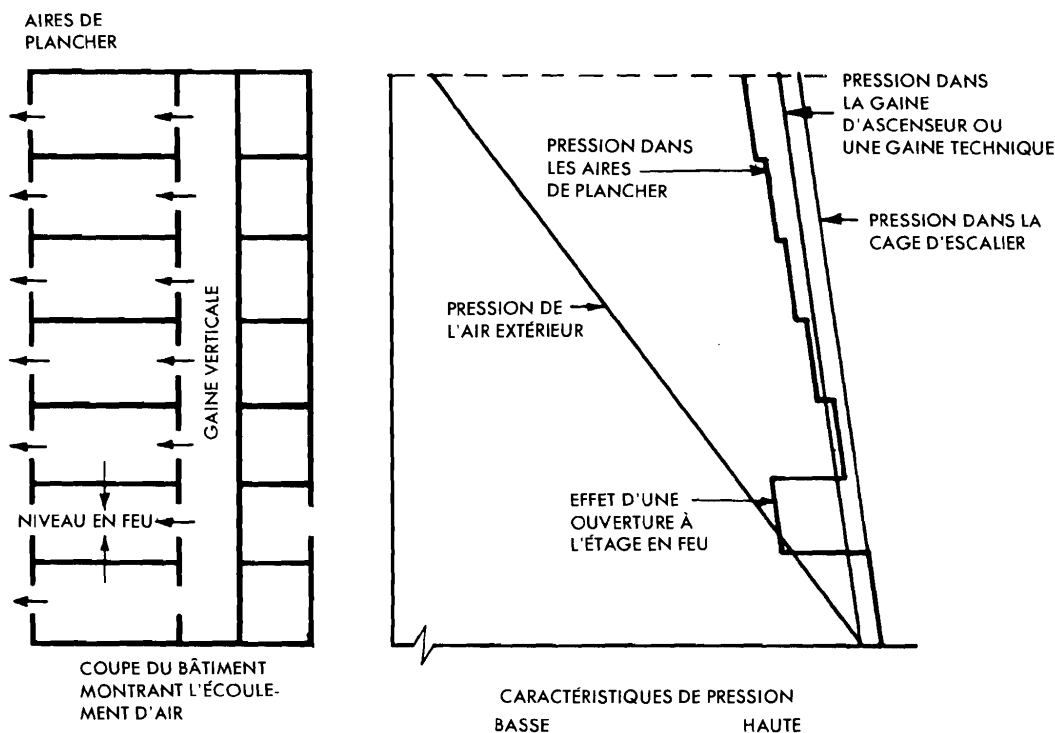 AIRES DE
PLANCHER
GAINE VERTICALE
NIVEAU EN FEU
COUPE DU BÂTIMENT
MONTRANT L'ÉCOULE-
MENT D'AIR
PRESSION DANS
LA GAINE
D'ASCENSEUR OU
UNE GAINE TECHNIQUE
PRESSION DANS
LES AIRES
DE PLANCHER
PRESSION DANS LA
CAGE D'ESCALIER
PRESSION DE
L'AIR EXTÉRIEUR
EFFET D'UNE
OUVERTURE À
L'ÉTAGE EN FEU
CARACTÉRISTIQUES DE PRESSION
BASSE HAUTE